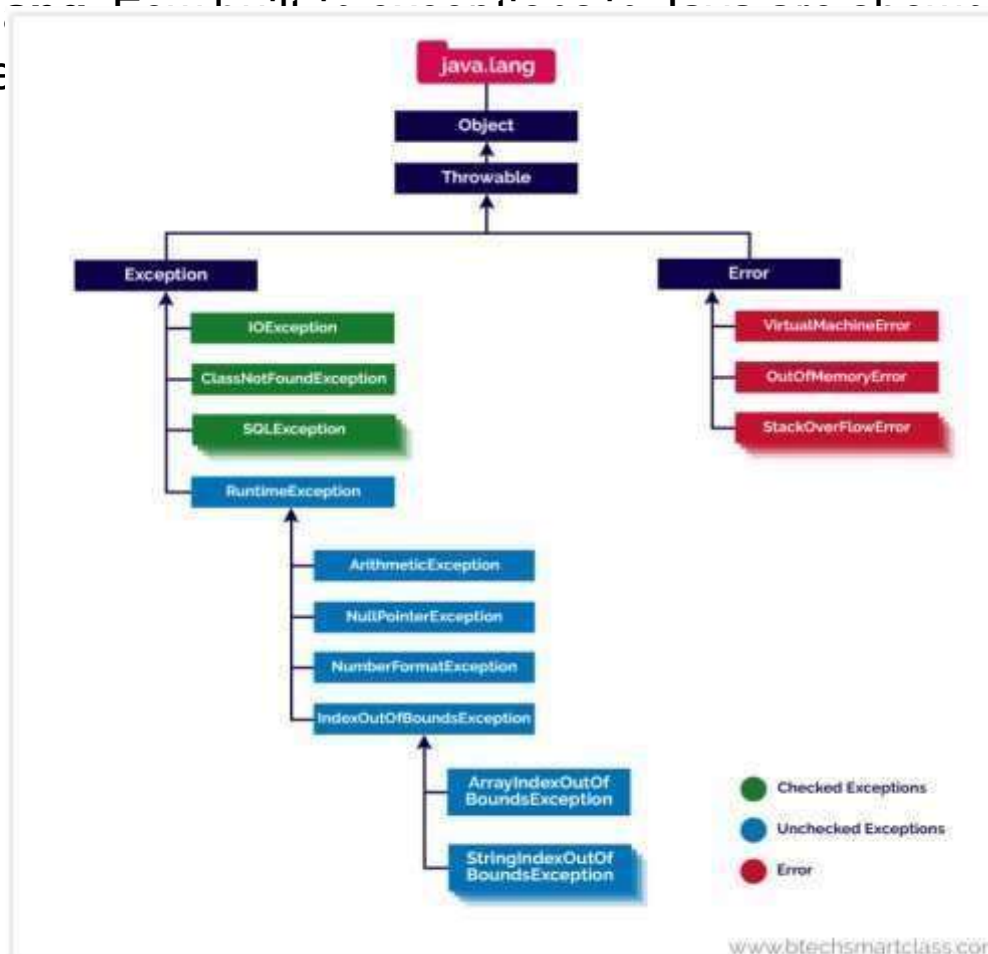 java.lang
Object
Throwable
Exception
Error
IOException
VirtualMachineError
ClassNotFoundException
OutOfMemoryError
SQLException
StackOverFlowError
RuntimeException
ArithmeticException
NullPointerException
NumberFormatException
IndexOutOfBoundsException
ArrayIndexOutOf
BoundsException
StringIndexOutOf
BoundsException
Checked Exceptions
Unchecked Exceptions
Error
www.btechsmartclass.com